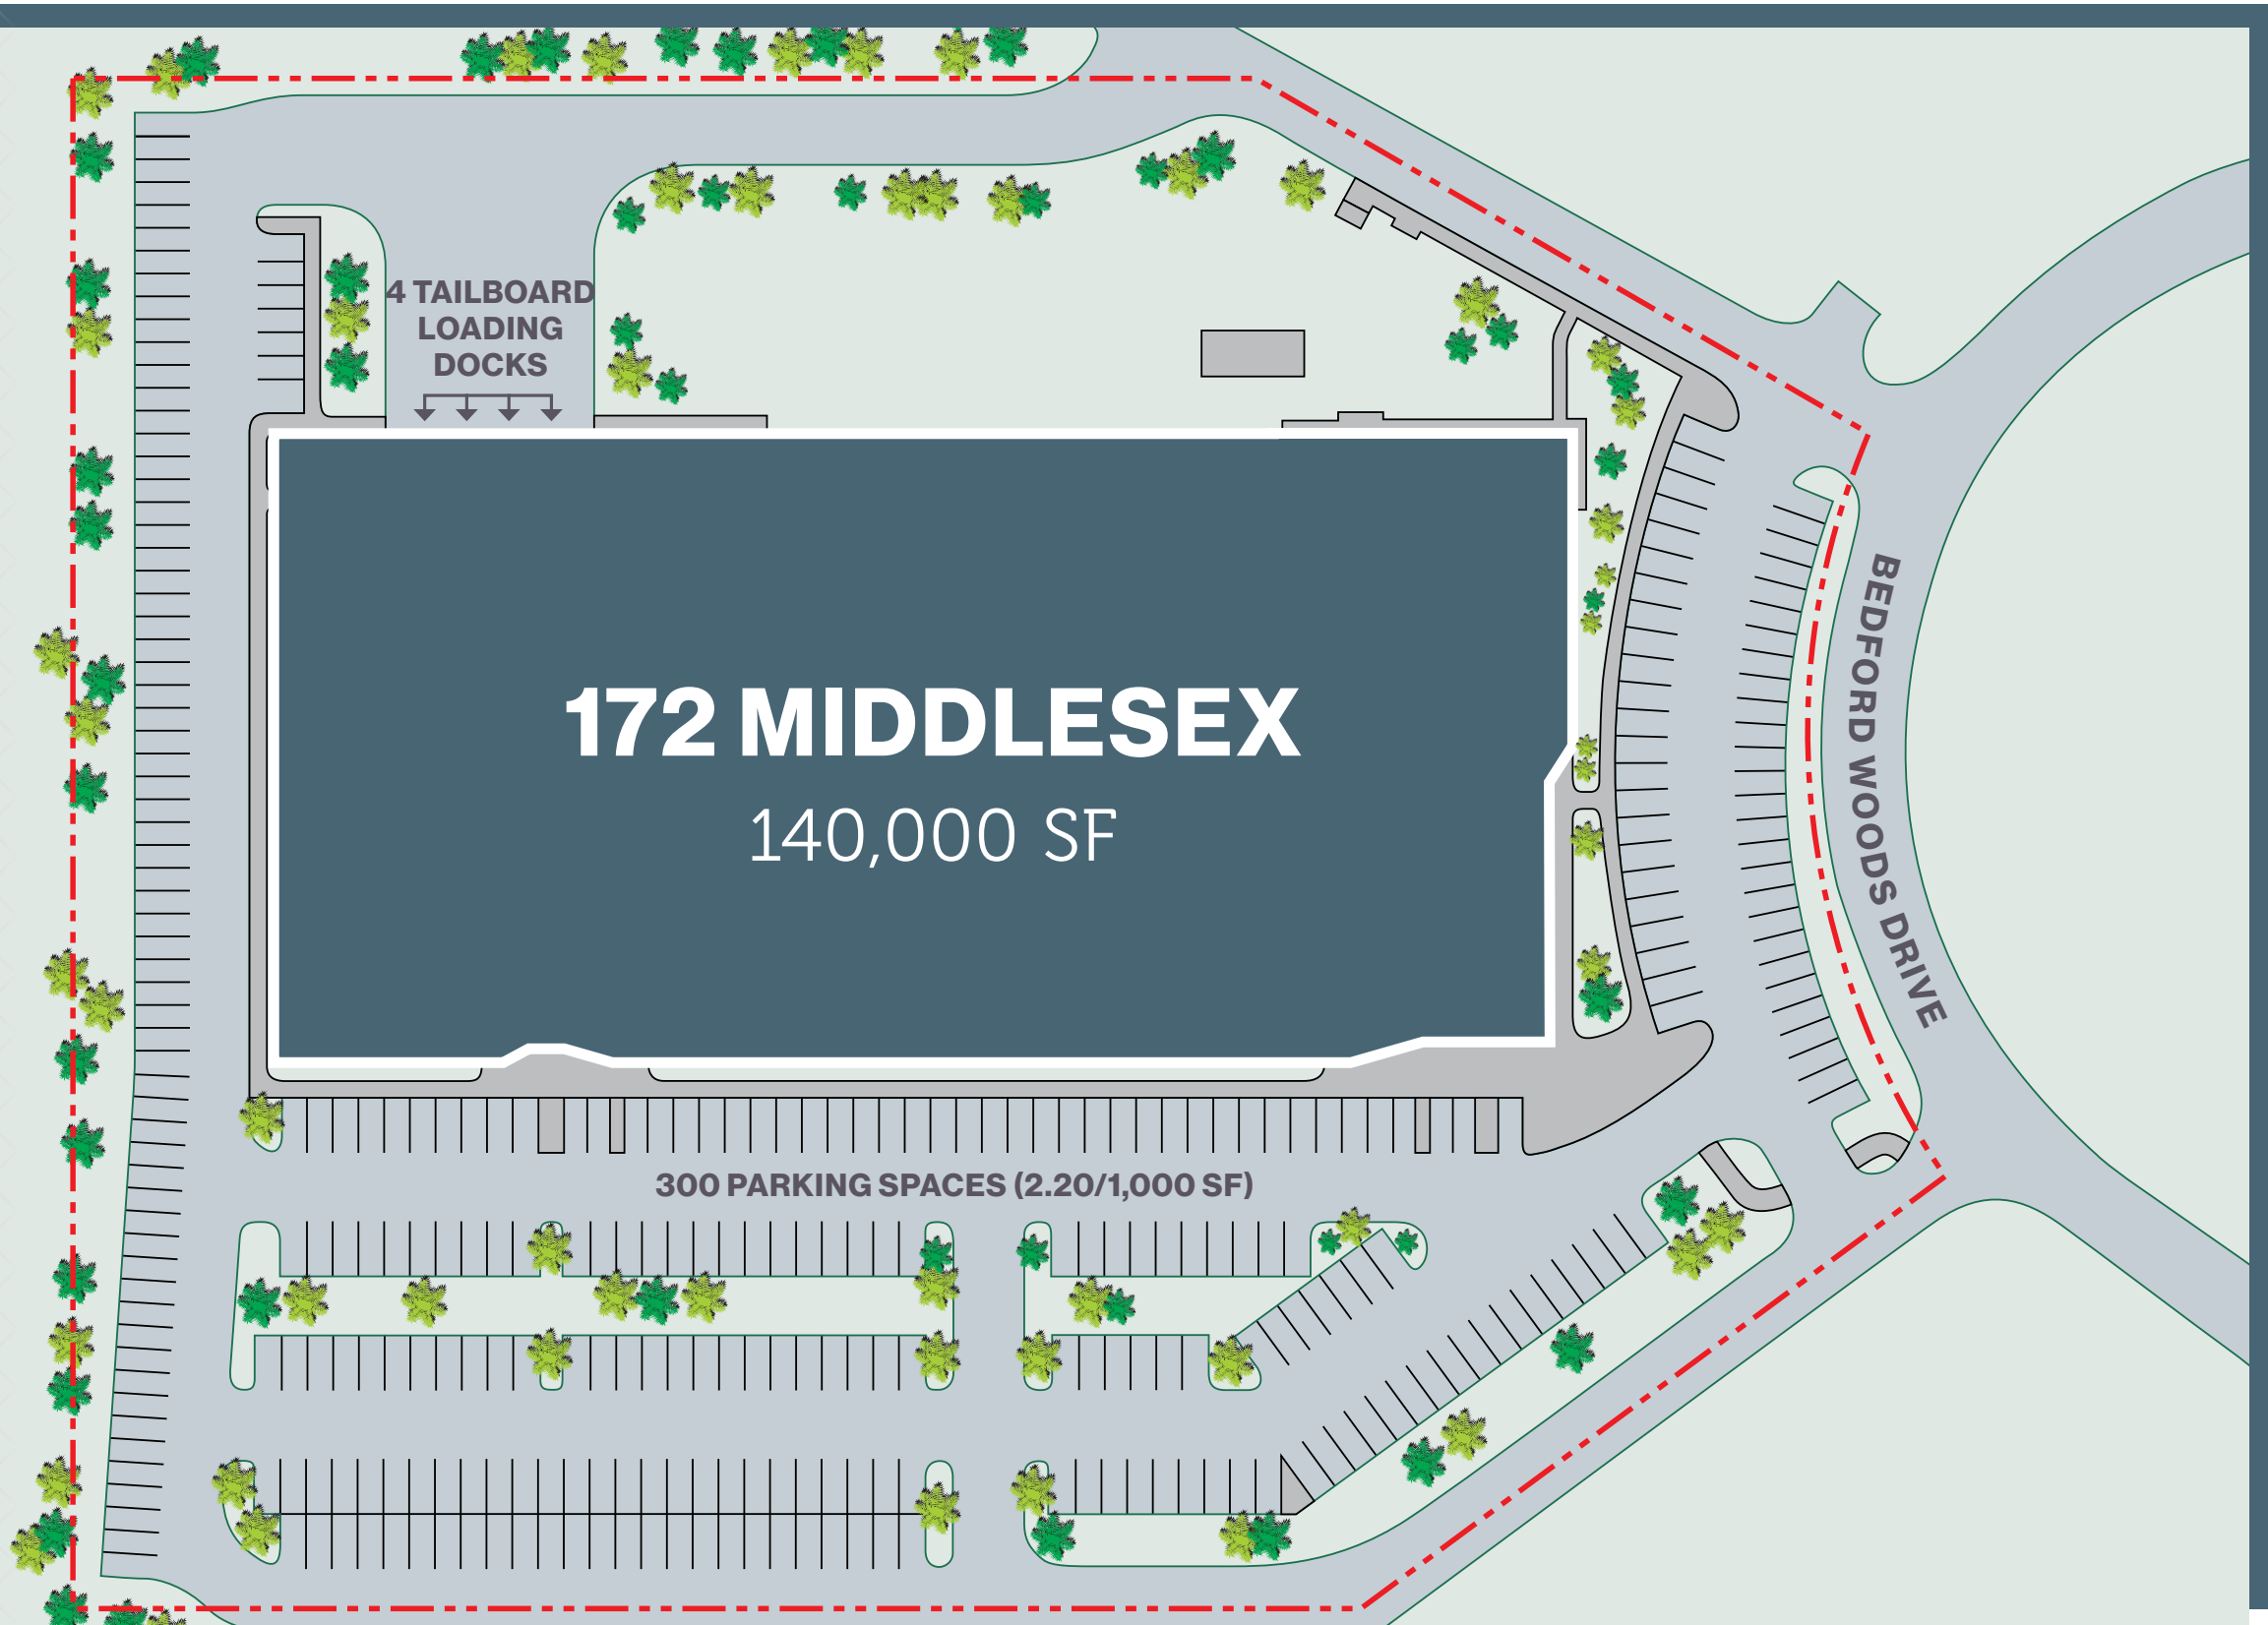 4 TAILBOARD
LOADING
DOCKS
172 MIDDLESEX
140,000 SF
BEDFORD WOODS DRIVE
300 PARKING SPACES (2.20/1,000 SF)